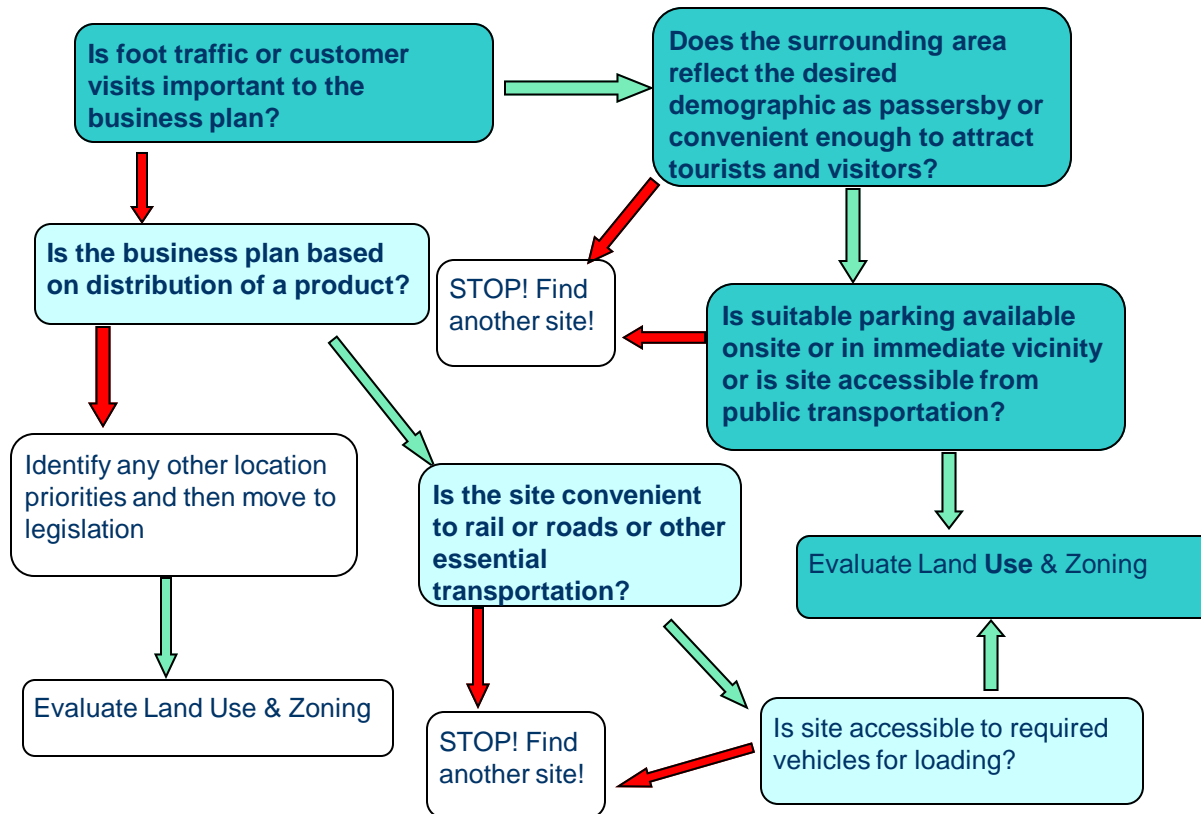 Is foot traffic or customer
visits important to the
business plan?
Does the surrounding area
reflect the desired
demographic as passersby or
convenient enough to attract
tourists and visitors?
Is the business plan based
on distribution of a product?
STOP! Find
another site!
Is suitable parking available
onsite or in immediate vicinity
or is site accessible from
public transportation?
Identify any other location
priorities and then move to
legislation
Is the site convenient
to rail or roads or other
essential
transportation?
Evaluate Land Use & Zoning
Evaluate Land Use & Zoning
STOP! Find
another site!
Is site accessible to required
vehicles for loading?